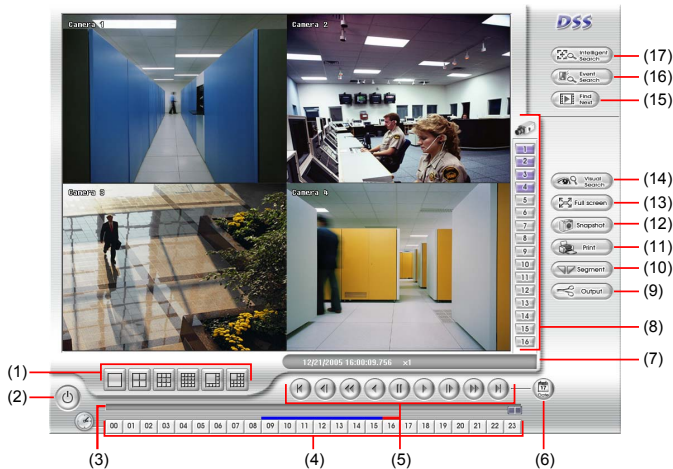 DSS
Camera 1
Camera 2
Camera 3
Camera 4
Intelligent Search
(17)
Event Search
(16)
Find Next
(15)
1
2
3
4
5
6
7
8
9
10
11
12
13
14
15
16
Visual Search
(14)
Full screen
(13)
Snapshot
(12)
Print
(11)
Segment
(10)
Output
(9)
(8)
(7)
12/21/2005 16:00:09.756 x1
(1)
(2)
17
Date
00 01 02 03 04 05 06 07 08 09 10 11 12 13 14 15 16 17 18 19 20 21 22 23
(3)
(4)
(5)
(6)